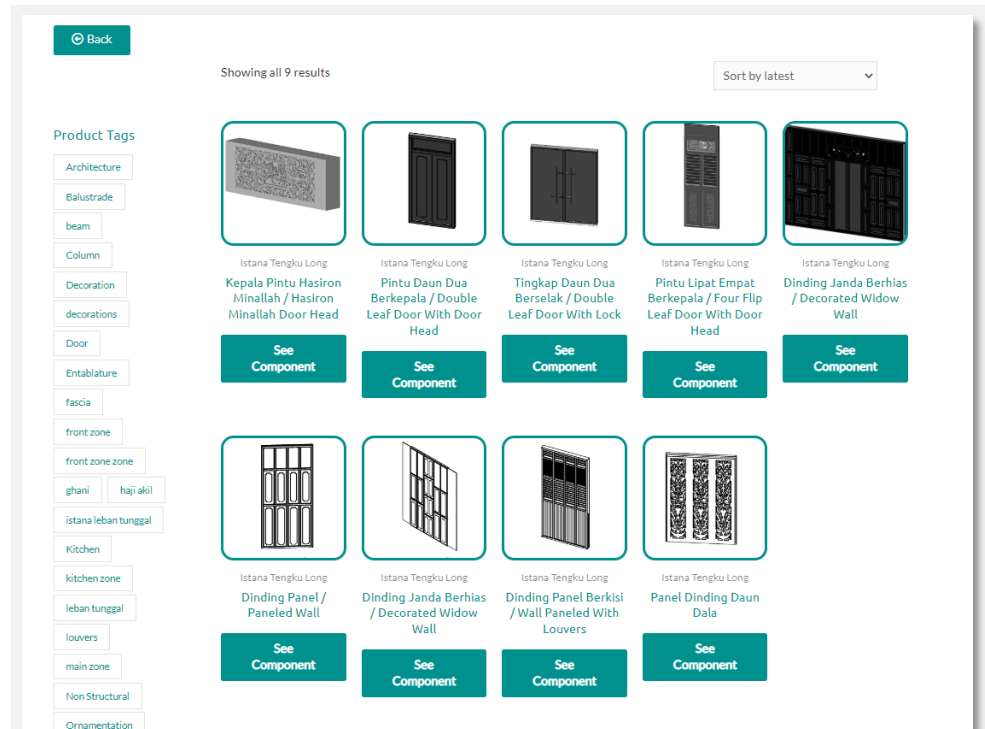 Back
Showing all 9 results
Sort by latest
Product Tags
Architecture
Balustrade
beam
Column
Decoration
decorations
Door
Entablature
fascia
front zone
front zone zone
ghani
haji akil
istana leban tunggal
Kitchen
kitchen zone
leban tunggal
louvers
main zone
Non Structural
Ornamentation
Istana Tengku Long
Kepala Pintu Hasiron
Minallah / Hasiron
Minallah Door Head
See
Component
Istana Tengku Long
Pintu Daun Dua
Berkepala / Double
Leaf Door With Door
Head
See
Component
Istana Tengku Long
Tingkap Daun Dua
Berselak / Double
Leaf Door With Lock
See
Component
Istana Tengku Long
Pintu Lipat Empat
Berkepala / Four Flip
Leaf Door With Door
Head
See
Component
Istana Tengku Long
Dinding Janda Berhias
/ Decorated Widow
Wall
See
Component
Istana Tengku Long
Dinding Panel /
Paneled Wall
See
Component
Istana Tengku Long
Dinding Janda Berhias
/ Decorated Widow
Wall
See
Component
Istana Tengku Long
Dinding Panel Berkisi
/ Wall Paneled With
Louvers
See
Component
Istana Tengku Long
Panel Dinding Daun
Dala
See
Component